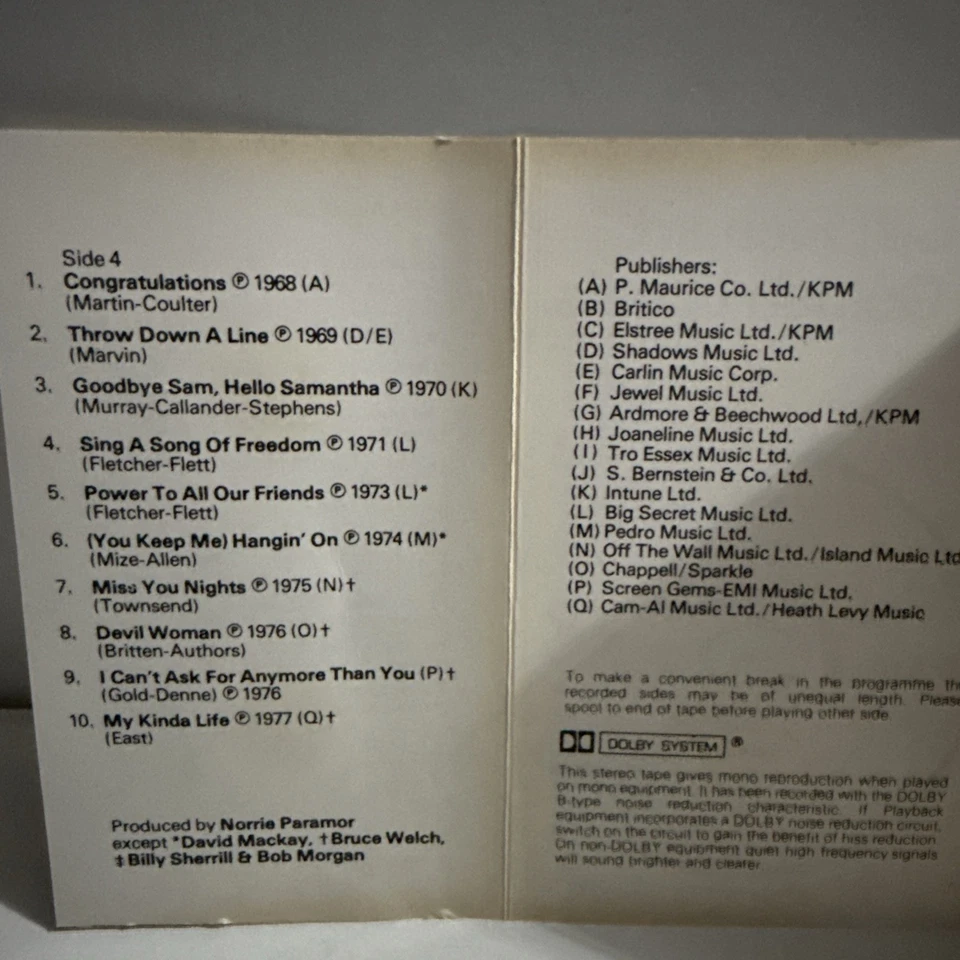 Side 4
1. Congratulations ℗ 1968 (A)
(Martin-Coulter)
2. Throw Down A Line ℗ 1969 (D/E)
(Marvin)
3. Goodbye Sam, Hello Samantha ℗ 1970 (K)
(Murray-Callander-Stephens)
4. Sing A Song Of Freedom ℗ 1971 (L)
(Fletcher-Flett)
5. Power To All Our Friends ℗ 1973 (L)*
(Fletcher-Flett)
6. (You Keep Me) Hangin' On ℗ 1974 (M)*
(Mize-Allen)
7. Miss You Nights ℗ 1975 (N)†
(Townsend)
8. Devil Woman ℗ 1976 (O)†
(Britten-Authors)
9. I Can't Ask For Anymore Than You (P)†
(Gold-Denne) ℗ 1976
10. My Kinda Life ℗ 1977 (Q)†
(East)
Produced by Norrie Paramor
except *David Mackay, †Bruce Welch,
‡Billy Sherrill & Bob Morgan
Publishers:
(A) P. Maurice Co. Ltd./KPM
(B) Britico
(C) Elstree Music Ltd./KPM
(D) Shadows Music Ltd.
(E) Carlin Music Corp.
(F) Jewel Music Ltd.
(G) Ardmore & Beechwood Ltd,/KPM
(H) Joaneline Music Ltd.
(I) Tro Essex Music Ltd.
(J) S. Bernstein & Co. Ltd.
(K) Intune Ltd.
(L) Big Secret Music Ltd.
(M) Pedro Music Ltd.
(N) Off The Wall Music Ltd./Island Music Ltd
(O) Chappell/Sparkle
(P) Screen Gems-EMI Music Ltd.
(Q) Cam-Al Music Ltd./Heath Levy Music
To make a convenient break in the programme the
recorded sides may be of unequal length. Please
spool to end of tape before playing other side.
DOLBY SYSTEM ®
This stereo tape gives mono reproduction when played
on mono equipment. It has been recorded with the DOLBY
B-type noise reduction characteristic. If Playback
equipment incorporates a DOLBY noise reduction circuit,
switch on the circuit to gain the benefit of hiss reduction.
On non-DOLBY equipment quiet high frequency signals
will sound brighter and clearer.